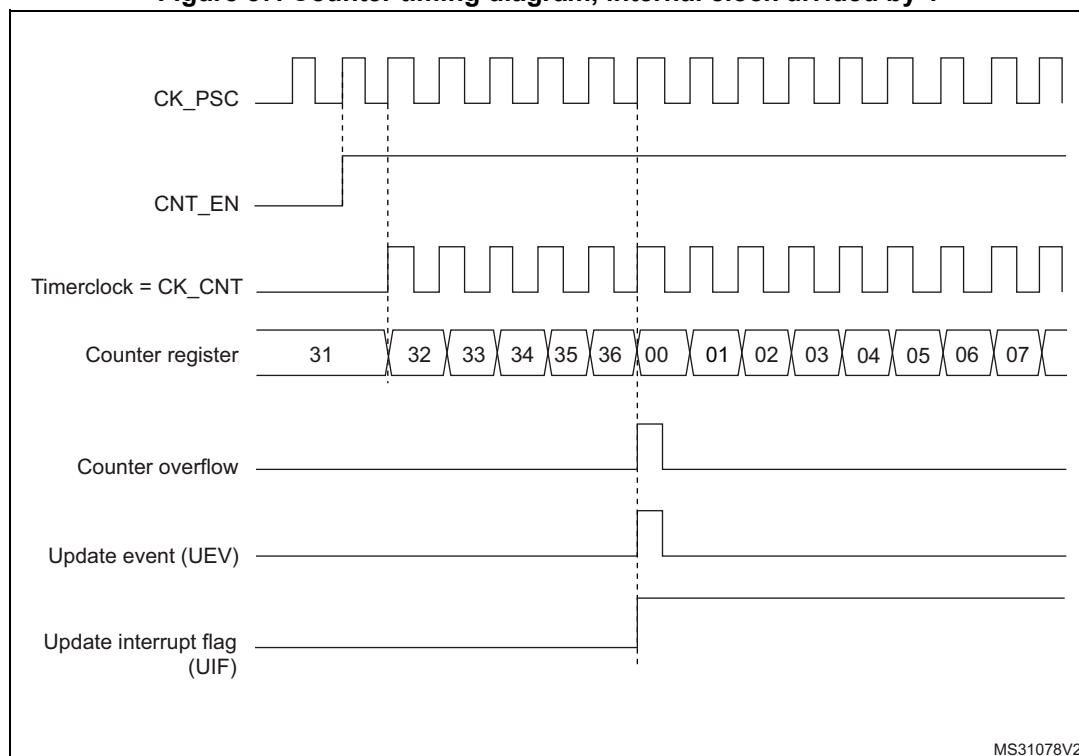 CK_PSC
CNT_EN
Timerclock = CK_CNT
Counter register 31 32 33 34 35 36 00 01 02 03 04 05 06 07
Counter overflow
Update event (UEV)
Update interrupt flag
(UIF)
MS31078V2